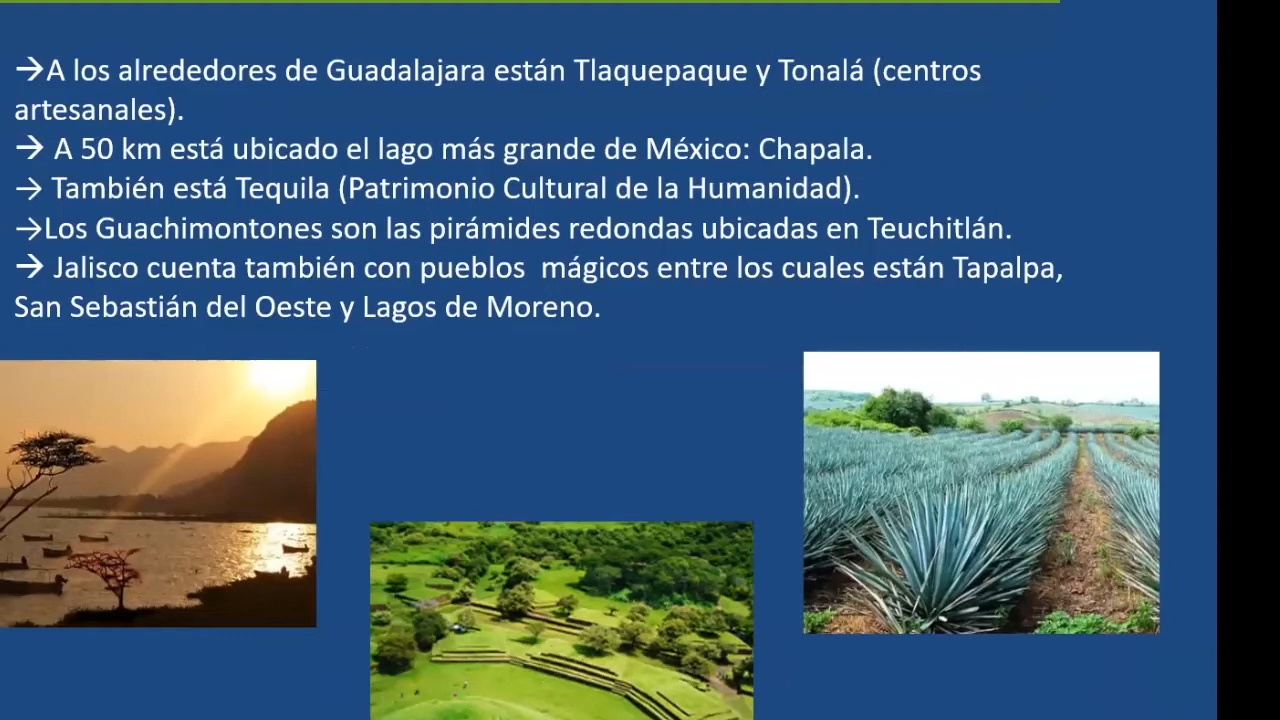 →A los alrededores de Guadalajara están Tlaquepaque y Tonalá (centros
artesanales).
→ A 50 km está ubicado el lago más grande de México: Chapala.
→ También está Tequila (Patrimonio Cultural de la Humanidad).
→Los Guachimontones son las pirámides redondas ubicadas en Teuchitlán.
→ Jalisco cuenta también con pueblos  mágicos entre los cuales están Tapalpa,
San Sebastián del Oeste y Lagos de Moreno.